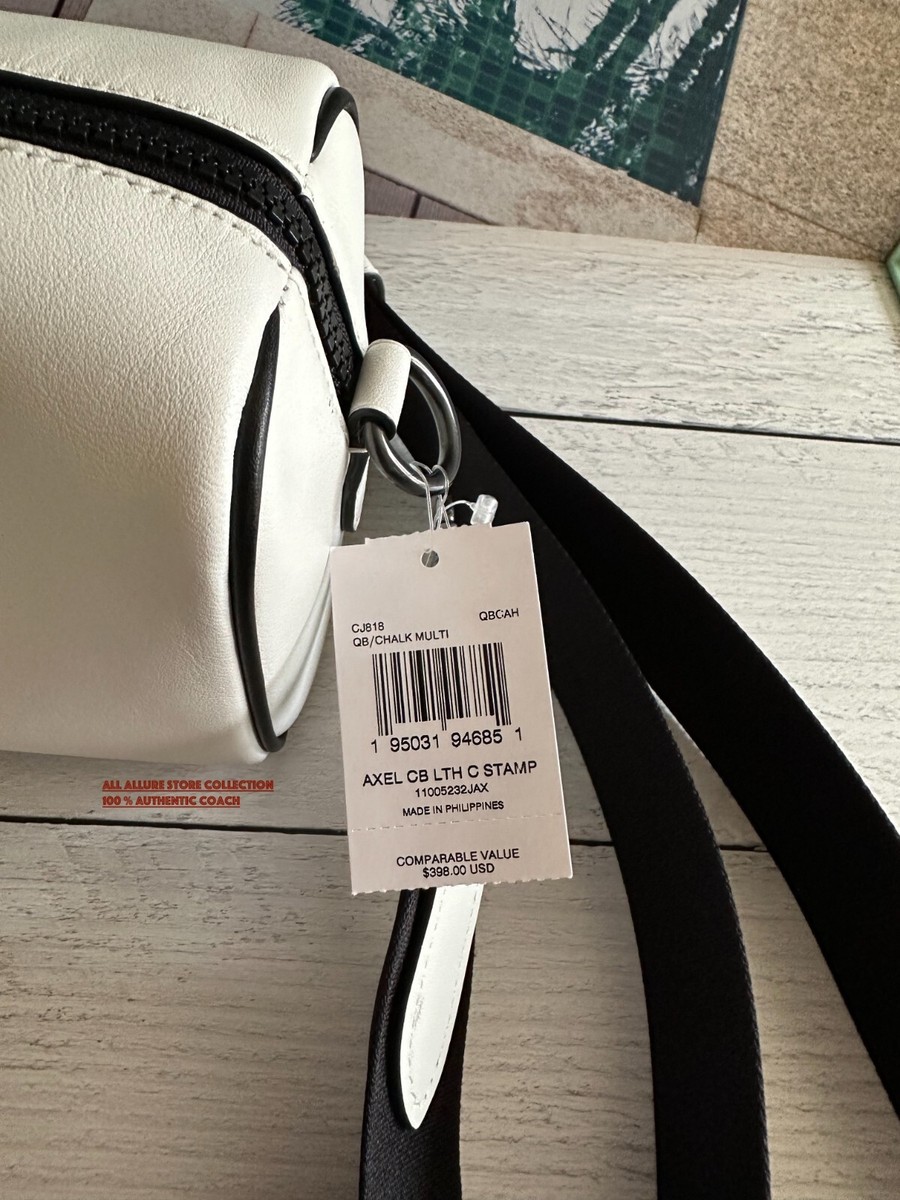 CJ818
QBCAH
QB/CHALK MULTI
1 95031 94685 1
AXEL CB LTH C STAMP
11005232JAX
MADE IN PHILIPPINES
COMPARABLE VALUE
$398.00 USD
ALL ALLURE STORE COLLECTION
100 % AUTHENTIC COACH